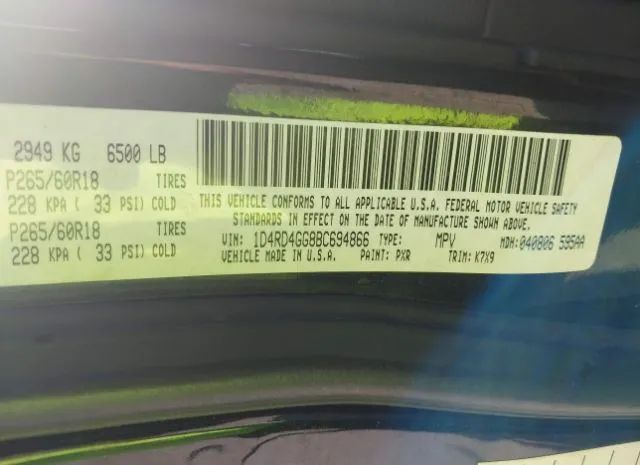 2949 KG 6500 LB
P265/60R18 TIRES
228 KPA ( 33 PSI) COLD
P265/60R18 TIRES
228 KPA ( 33 PSI) COLD
THIS VEHICLE CONFORMS TO ALL APPLICABLE U.S.A. FEDERAL MOTOR VEHICLE SAFETY
STANDARDS IN EFFECT ON THE DATE OF MANUFACTURE SHOWN ABOVE.
VIN: 1D4RD4GG8BC694866 TYPE: MPV MDH: 040806 595AA
VEHICLE MADE IN U.S.A. PAINT: PXR TRIM: K7X9